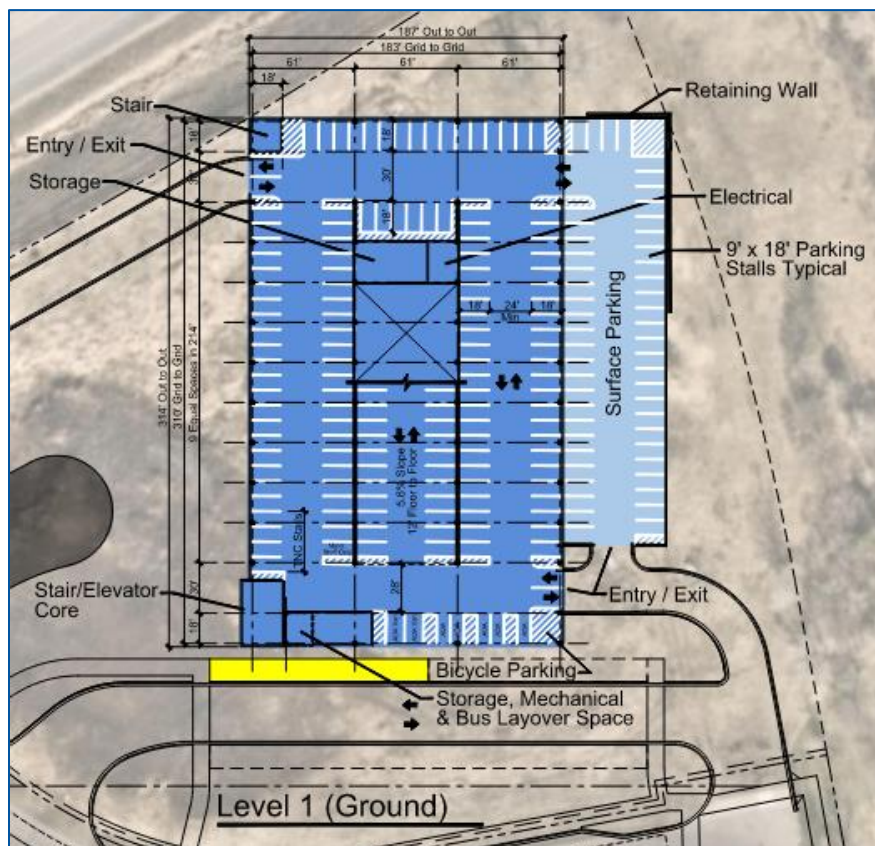 187' Out to Out
183' Grid to Grid
61'
61'
61'
18'
Stair
Retaining Wall
18'
18'
Entry / Exit
Storage
30'
Electrical
18'
9' x 18' Parking
Stalls Typical
18'
24'
18'
Min
Surface Parking
314' Out to Out
310' Grid to Grid
9 Equal Spaces in 214'
5.6% Slope
12' Floor to Floor
TNC Stalls
Stair/Elevator
Core
30'
28'
18'
Entry / Exit
Bicycle Parking
Storage, Mechanical
& Bus Layover Space
Level 1 (Ground)